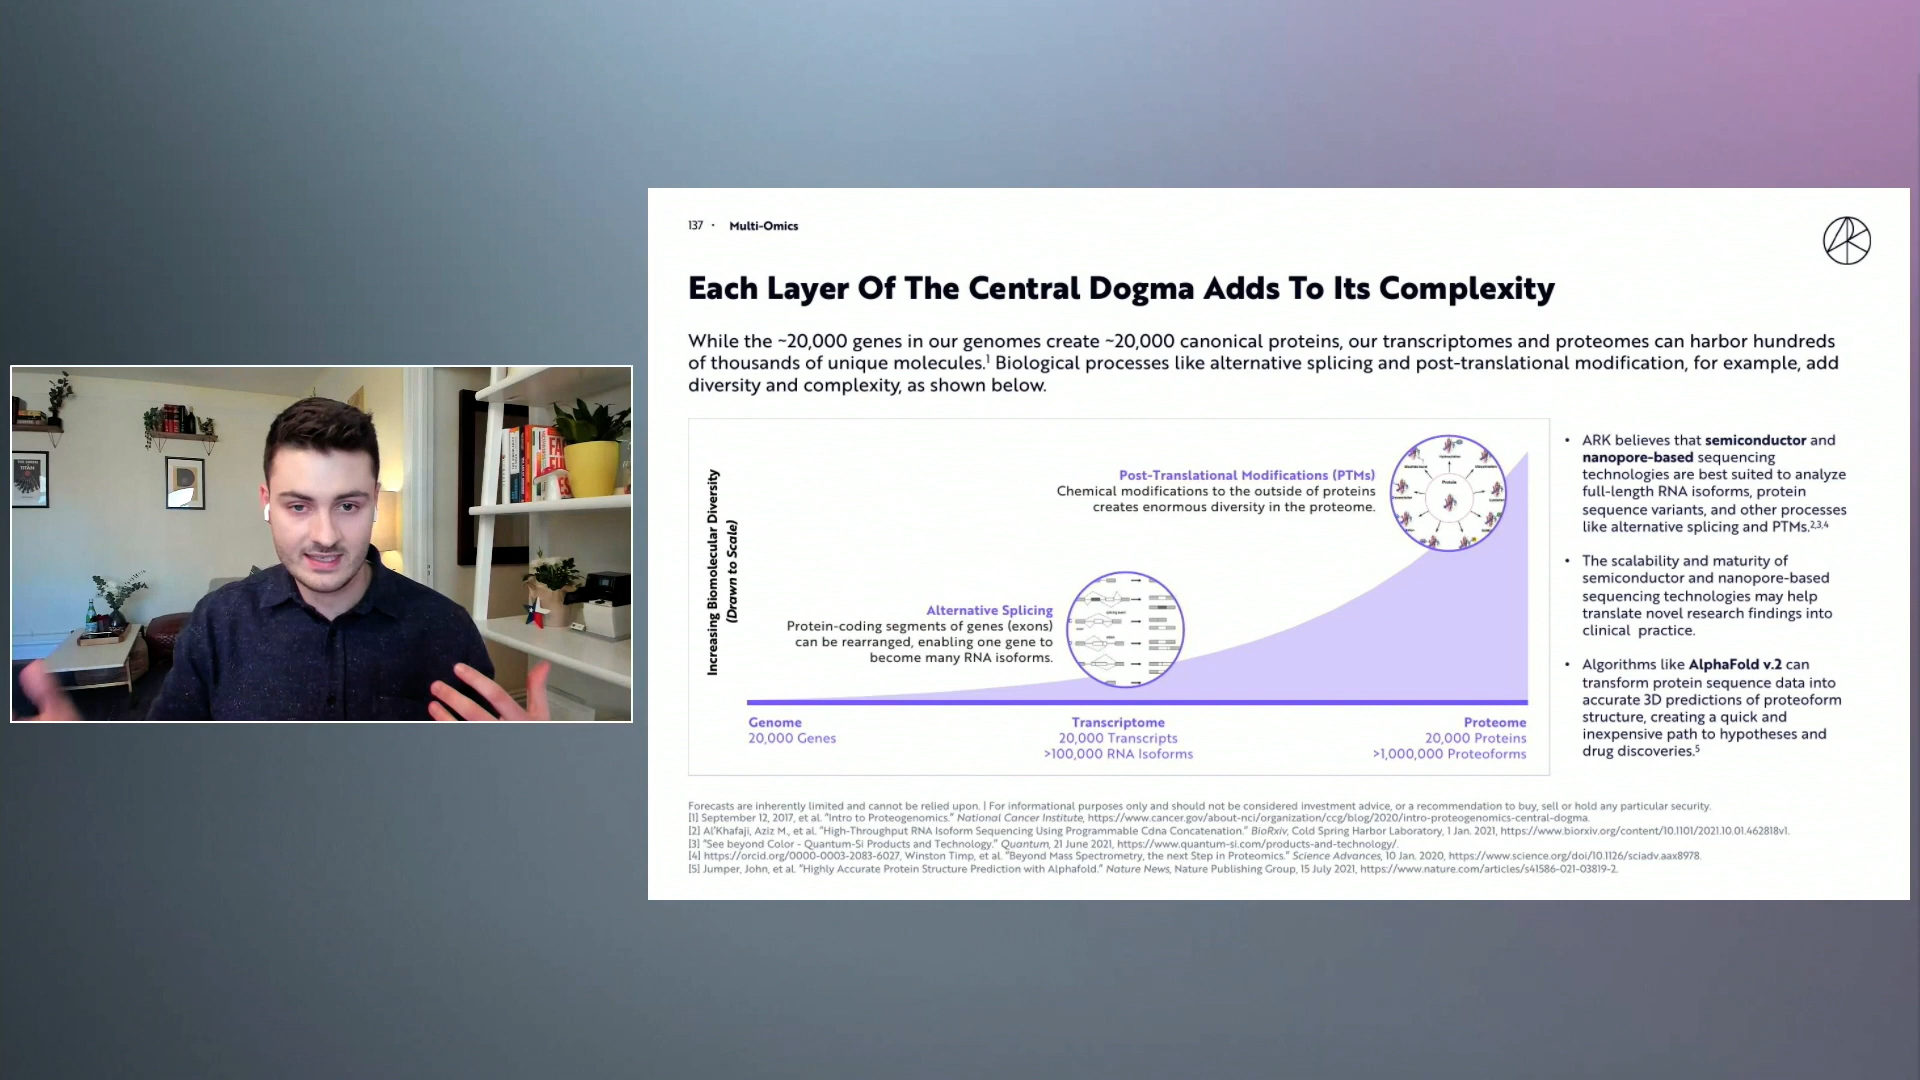 137 · Multi-Omics
Each Layer Of The Central Dogma Adds To Its Complexity
While the ~20,000 genes in our genomes create ~20,000 canonical proteins, our transcriptomes and proteomes can harbor hundreds
of thousands of unique molecules.¹ Biological processes like alternative splicing and post-translational modification, for example, add
diversity and complexity, as shown below.
Increasing Biomolecular Diversity
(Drawn to Scale)
Post-Translational Modifications (PTMs)
Chemical modifications to the outside of proteins
creates enormous diversity in the proteome.
Protein
Alternative Splicing
Protein-coding segments of genes (exons)
can be rearranged, enabling one gene to
become many RNA isoforms.
Genome
20,000 Genes
Transcriptome
20,000 Transcripts
>100,000 RNA Isoforms
Proteome
20,000 Proteins
>1,000,000 Proteoforms
• ARK believes that semiconductor and
nanopore-based sequencing
technologies are best suited to analyze
full-length RNA isoforms, protein
sequence variants, and other processes
like alternative splicing and PTMs.²,³,⁴
• The scalability and maturity of
semiconductor and nanopore-based
sequencing technologies may help
translate novel research findings into
clinical practice.
• Algorithms like AlphaFold v.2 can
transform protein sequence data into
accurate 3D predictions of proteoform
structure, creating a quick and
inexpensive path to hypotheses and
drug discoveries.⁵
Forecasts are inherently limited and cannot be relied upon. | For informational purposes only and should not be considered investment advice, or a recommendation to buy, sell or hold any particular security.
[1] September 12, 2017, et al. "Intro to Proteogenomics." National Cancer Institute, https://www.cancer.gov/about-nci/organization/ccg/blog/2020/intro-proteogenomics-central-dogma.
[2] Al'Khafaji, Aziz M., et al. "High-Throughput RNA Isoform Sequencing Using Programmable Cdna Concatenation." BioRxiv, Cold Spring Harbor Laboratory, 1 Jan. 2021, https://www.biorxiv.org/content/10.1101/2021.10.01.462818v1.
[3] "See beyond Color - Quantum-Si Products and Technology." Quantum, 21 June 2021, https://www.quantum-si.com/products-and-technology/.
[4] https://orcid.org/0000-0003-2083-6027, Winston Timp, et al. "Beyond Mass Spectrometry, the next Step in Proteomics." Science Advances, 10 Jan. 2020, https://www.science.org/doi/10.1126/sciadv.aax8978.
[5] Jumper, John, et al. "Highly Accurate Protein Structure Prediction with Alphafold." Nature News, Nature Publishing Group, 15 July 2021, https://www.nature.com/articles/s41586-021-03819-2.